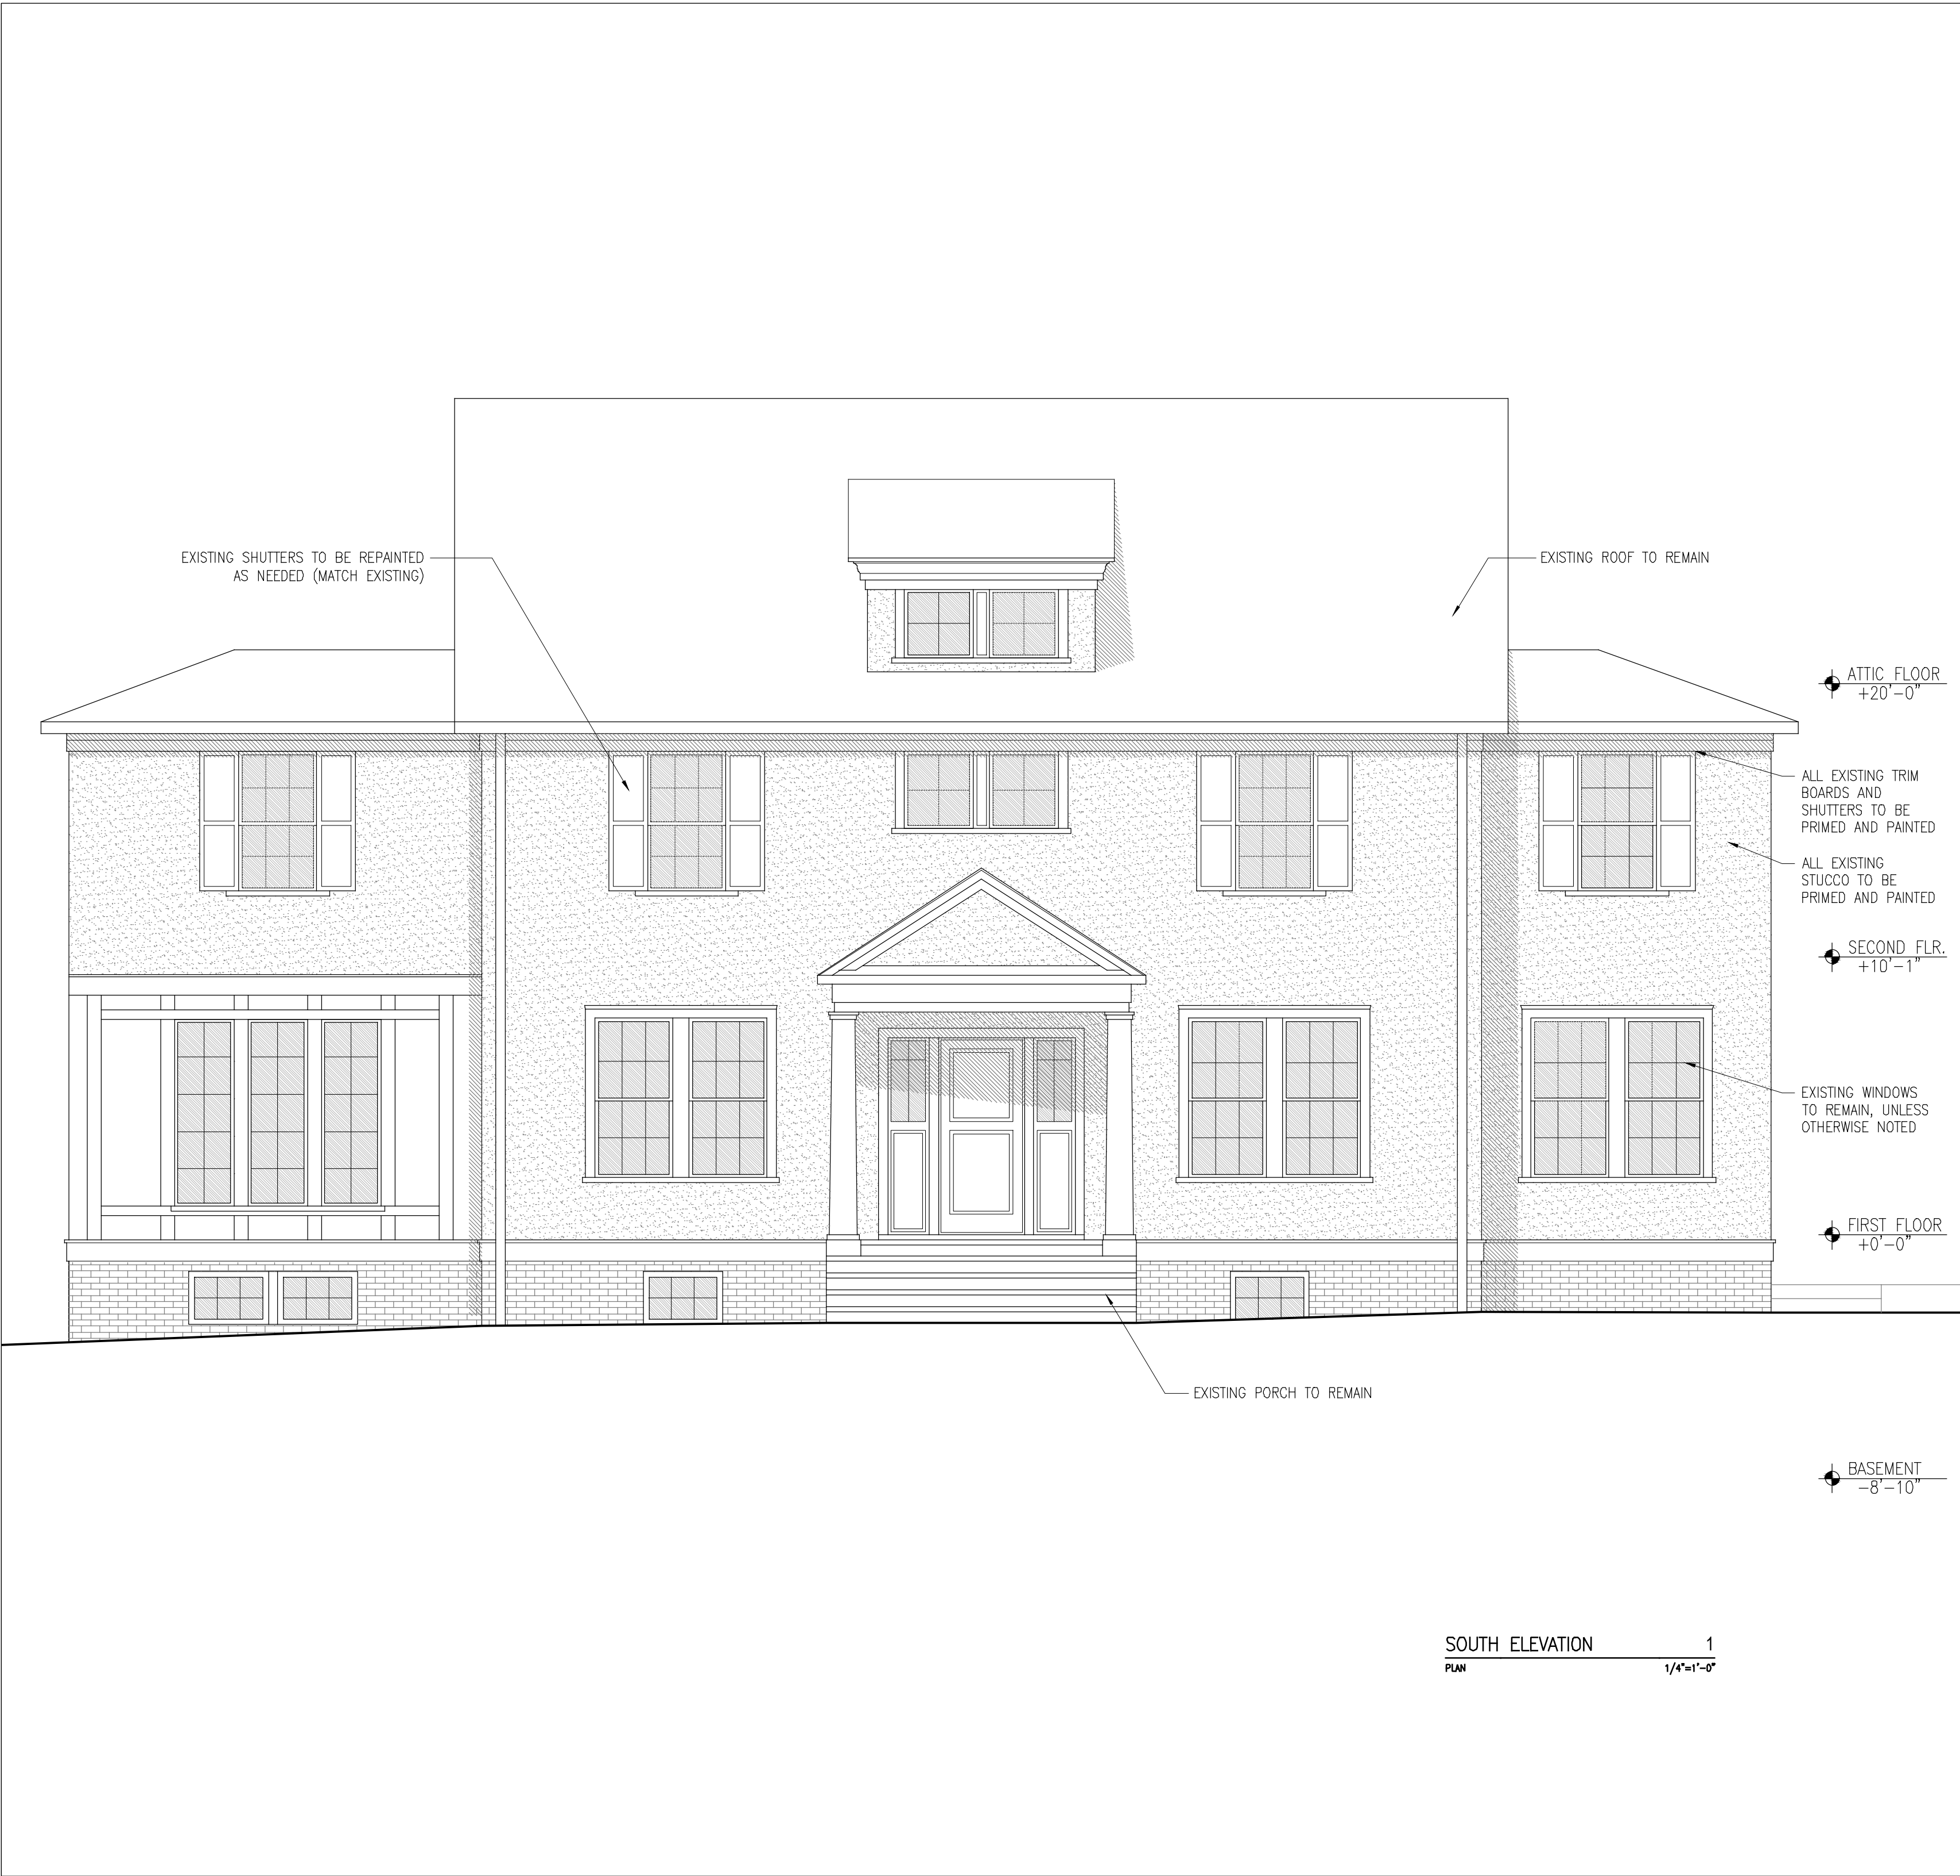 EXISTING SHUTTERS TO BE REPAINTED
AS NEEDED (MATCH EXISTING)
EXISTING ROOF TO REMAIN
ATTIC FLOOR
+20'-0"
ALL EXISTING TRIM
BOARDS AND
SHUTTERS TO BE
PRIMED AND PAINTED
ALL EXISTING
STUCCO TO BE
PRIMED AND PAINTED
SECOND FLR.
+10'-1"
EXISTING WINDOWS
TO REMAIN, UNLESS
OTHERWISE NOTED
FIRST FLOOR
+0'-0"
EXISTING PORCH TO REMAIN
BASEMENT
-8'-10"
SOUTH ELEVATION 1
PLAN 1/4"=1'-0"